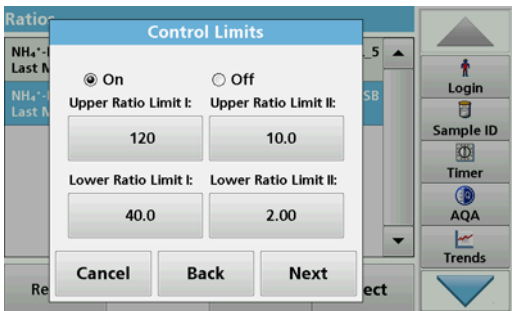 Ratios
Control Limits
NH₄⁺-
_5
Last
On
Off
NH₄⁺-
SB
Last
Upper Ratio Limit I:
Upper Ratio Limit II:
120
10.0
Lower Ratio Limit I:
Lower Ratio Limit II:
40.0
2.00
Cancel
Back
Next
Re
ect
Login
Sample ID
Timer
AQA
Trends